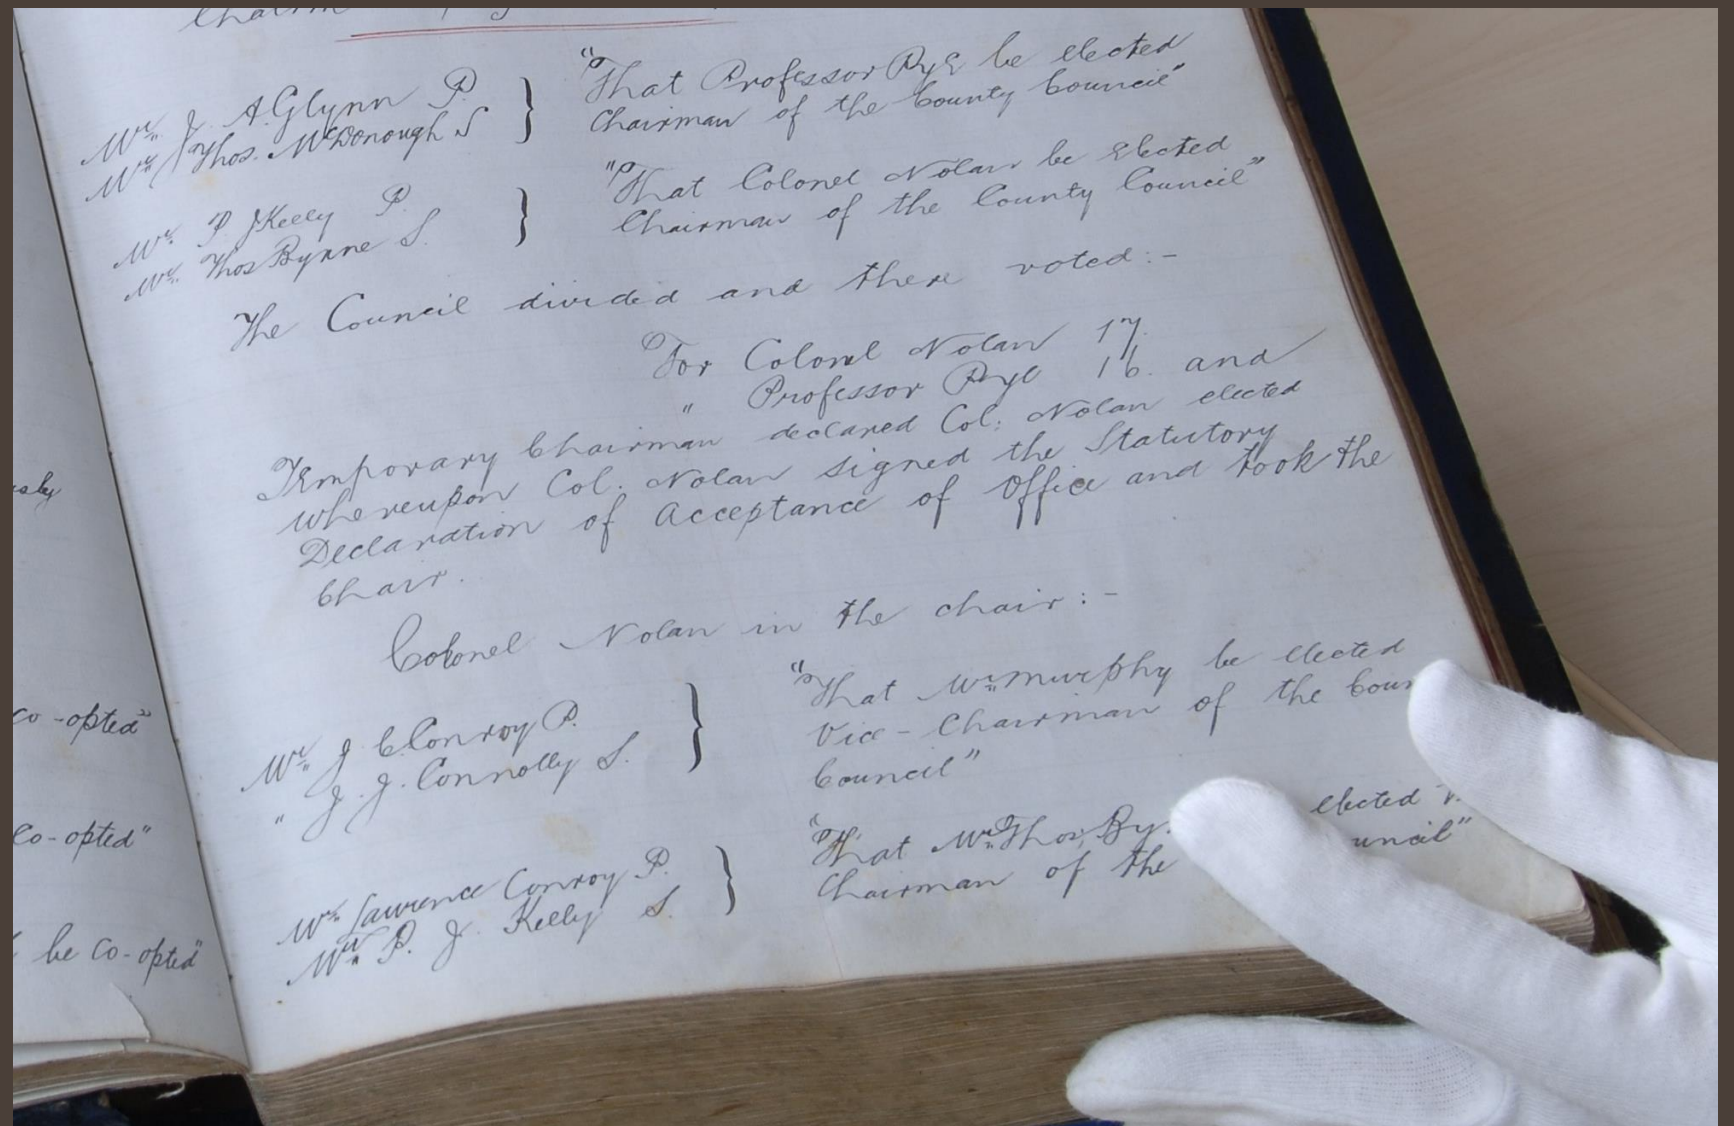 Mr. J. A. Glynn P.
Mr. Thos. McDonough S
"That Professor Rye be elected
Chairman of the County Council"
Mr. P J Kelly P.
Mr. Thos Byrne S.
"That Colonel Nolan be Elected
Chairman of the County Council"
The Council divided and there voted:-
For Colonel Nolan 17.
" Professor Rye 16. and
Temporary Chairman declared Col: Nolan elected
whereupon Col. Nolan signed the Statutory
Declaration of Acceptance of Office and took the
Chair.
Colonel Nolan in the chair:-
Mr. J C. Conroy P.
" J. J. Connolly S.
"That Mr. Murphy be elected
Vice-Chairman of the
Council"
Mr. Lawrence Conroy P.
Mr. P. J. Kelly S.
"That Mr. Thos. elected
Chairman of the
co-opted"
co-opted"
be co-opted"